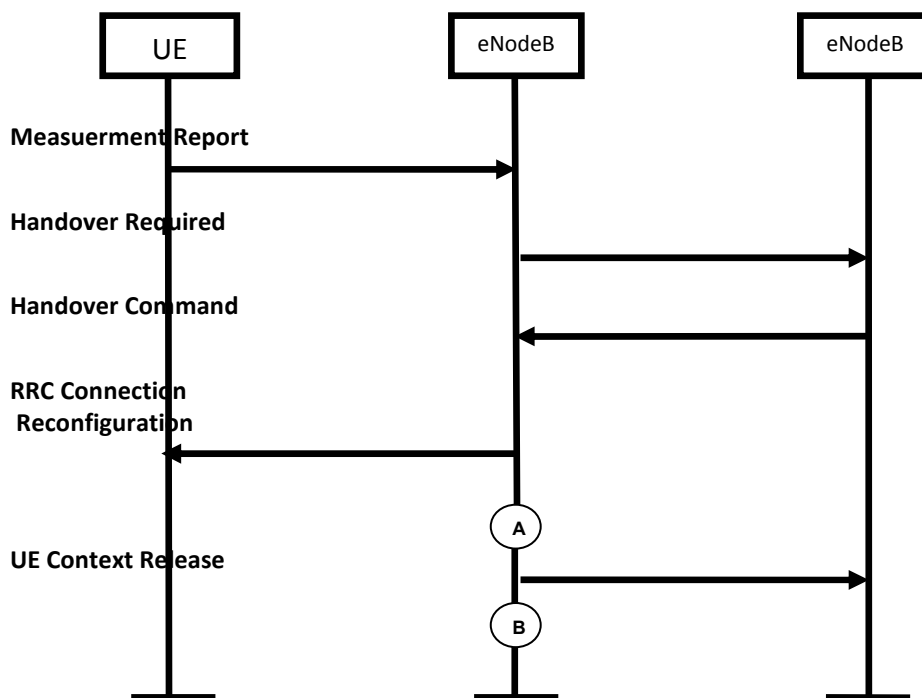 UE
eNodeB
eNodeB
Measuerment Report
Handover Required
Handover Command
RRC Connection
Reconfiguration
A
UE Context Release
B